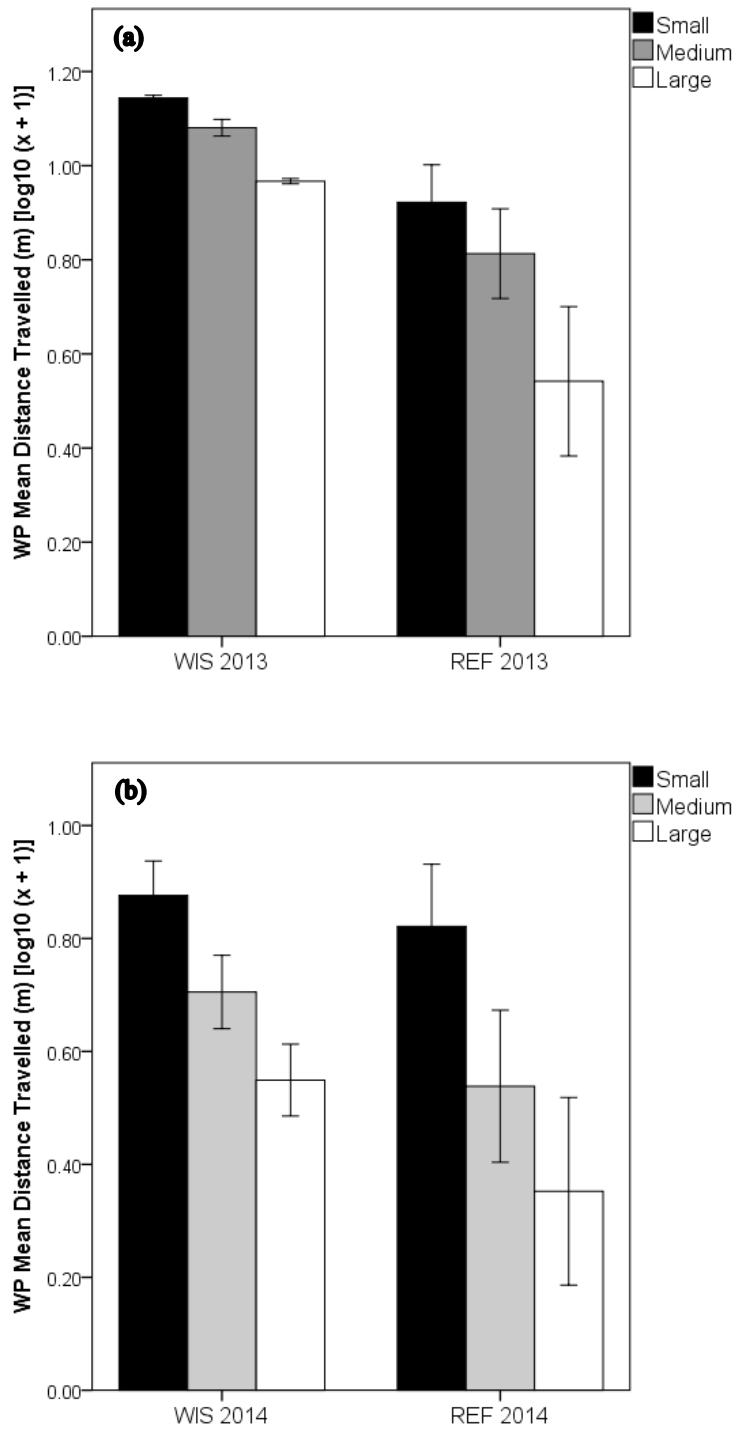 (a)
Small
Medium
Large
WP Mean Distance Travelled (m) [log10 (x + 1)]
1.20
1.00
0.80
0.60
0.40
0.20
0.00
WIS 2013
REF 2013
(b)
Small
Medium
Large
WP Mean Distance Travelled (m) [log10 (x + 1)]
1.00
0.80
0.60
0.40
0.20
0.00
WIS 2014
REF 2014